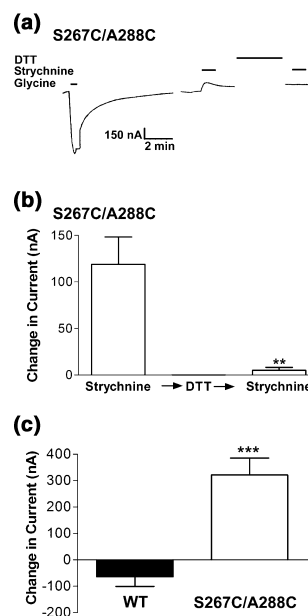 (a)
S267C/A288C
DTT
Strychnine
Glycine
150 nA
2 min
(b)
S267C/A288C
Change in Current (nA)
150
100
50
0
**
Strychnine → DTT → Strychnine
(c)
Change in Current (nA)
400
300
200
100
0
-100
-200
***
WT
S267C/A288C